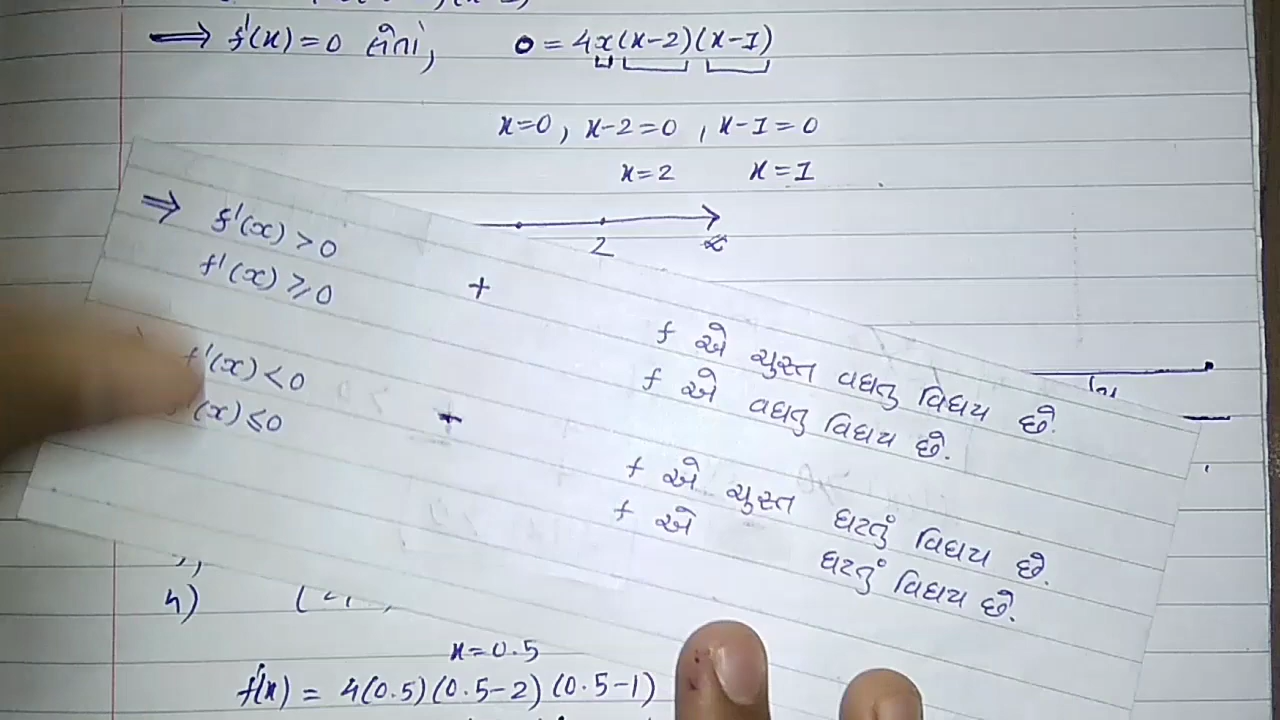 ⇒ f'(x) = 0 લેતાં, 0 = 4x(x-2)(x-1)
x=0, x-2=0, x-1=0
x=2 x=1
2 ∞
⇒ f'(x) > 0
f'(x) ⩾ 0 +
f એ ચુસ્ત વધતુ વિધેય છે.
f એ વધતુ વિધેય છે.
f'(x) < 0
(x) ≤ 0 -
f એ ચુસ્ત ઘટતું વિધેય છે.
f એ ઘટતું વિધેય છે.
x = 0.5
f'(x) = 4(0.5)(0.5-2)(0.5-1)